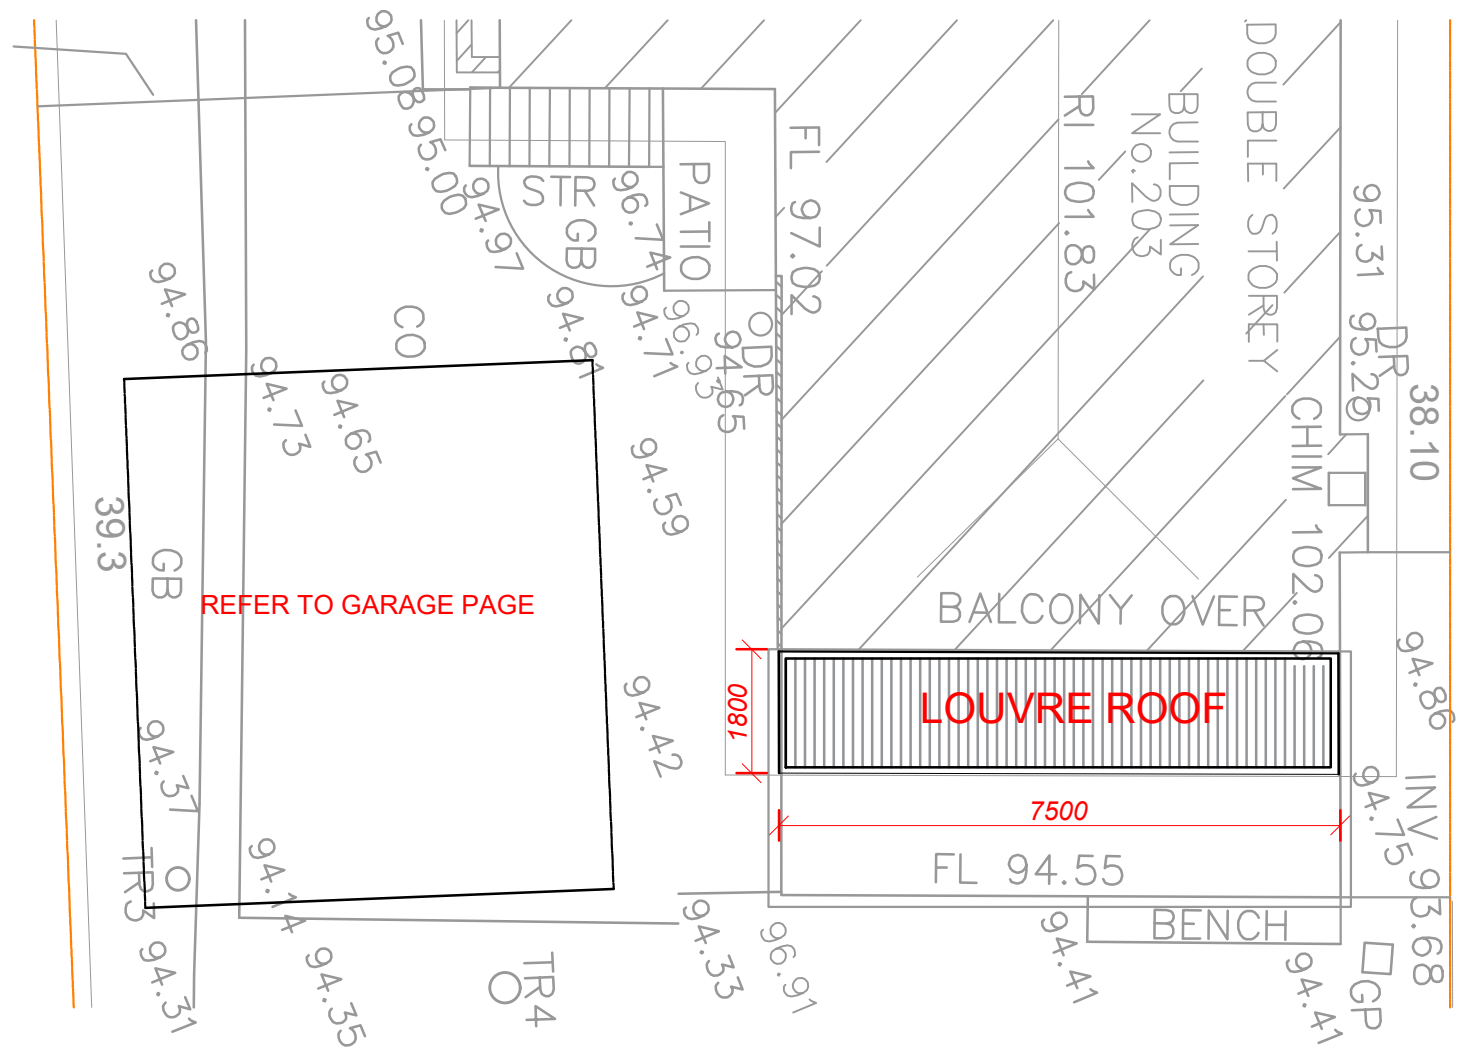 95.08
95.00
94.97
STR
GB
96.74
PATIO
FL 97.02
RI 101.83
No.203
BUILDING
DOUBLE STOREY
95.31
95.25
DR
38.10
94.86
CO
94.81
94.71
96.93
94.65
DR
94.73
94.65
94.59
CHIM 102.06
39.3
GB
REFER TO GARAGE PAGE
BALCONY OVER
94.86
94.42
1800
LOUVRE ROOF
94.37
7500
94.75
INV 93.68
TR3
94.14
FL 94.55
BENCH
94.31
94.35
TR4
94.33
96.91
94.41
94.41
GP